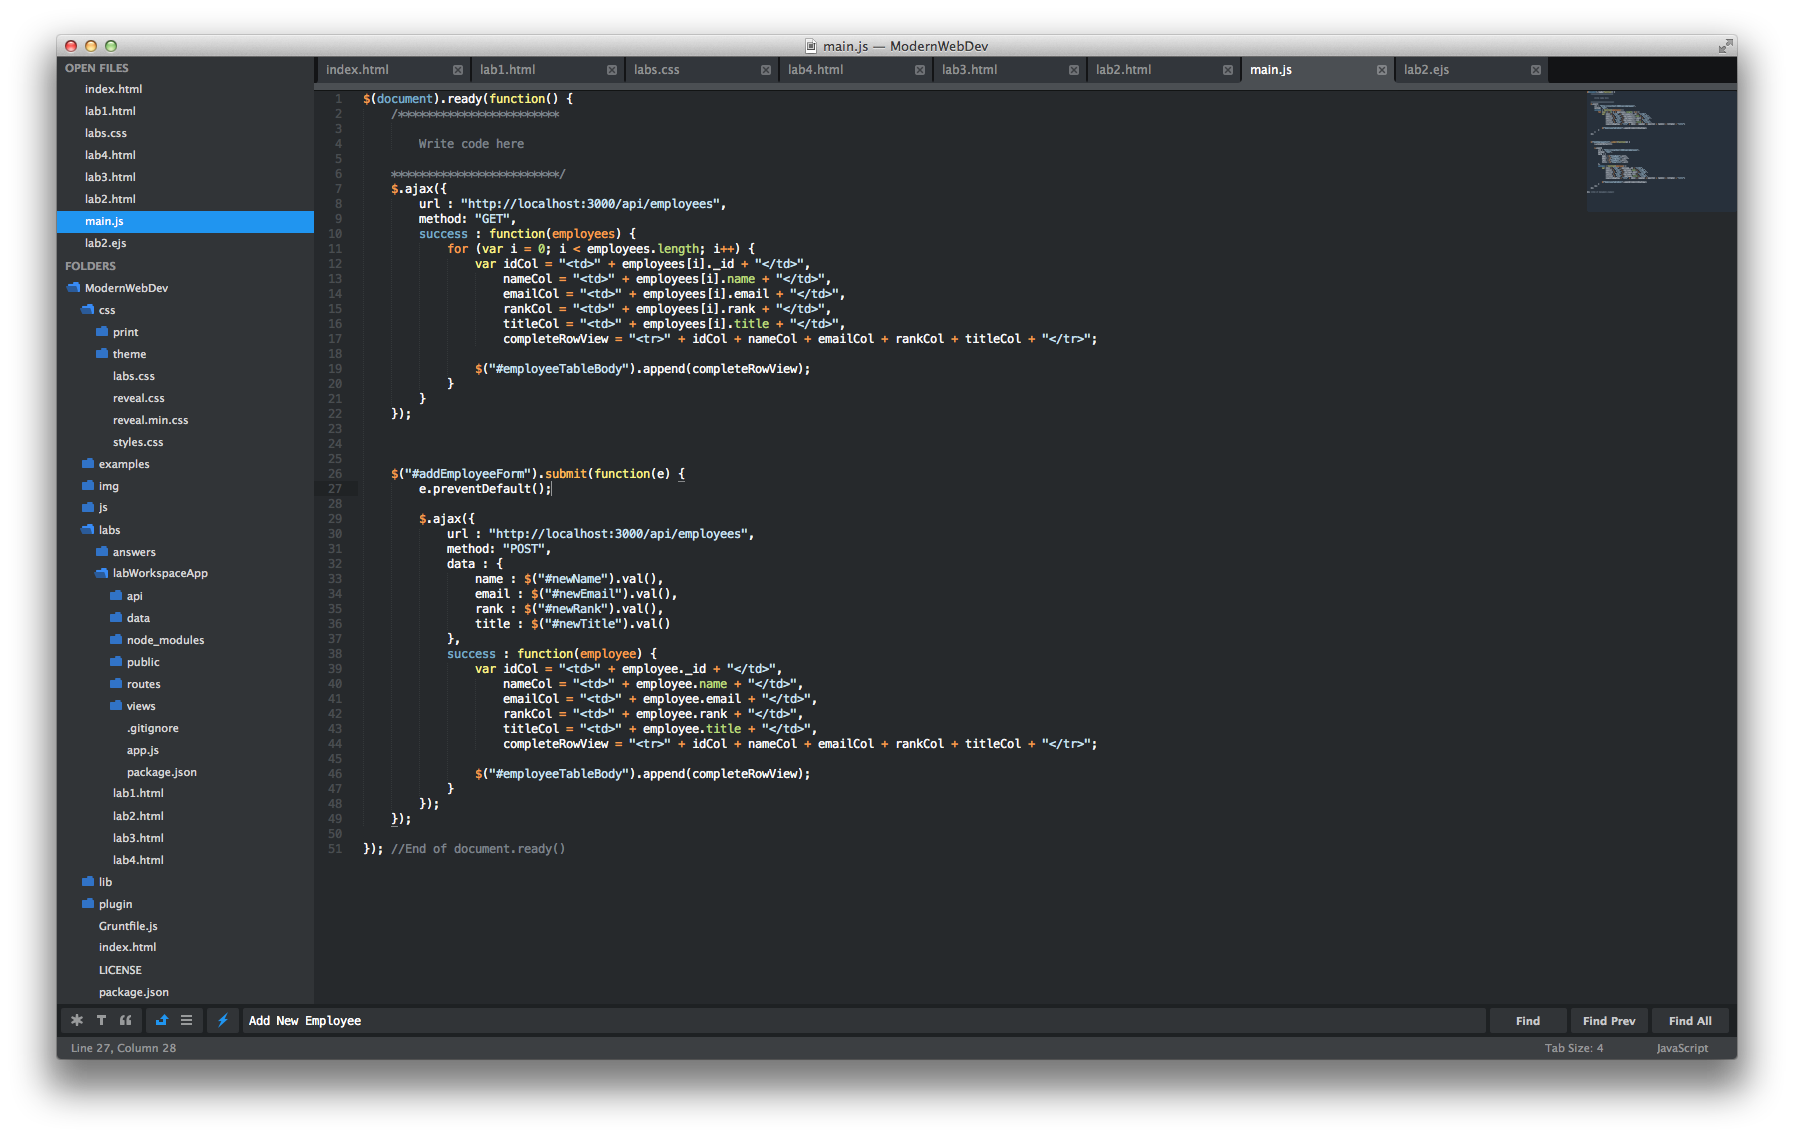 main.js — ModernWebDev
OPEN FILES
index.html
lab1.html
labs.css
lab4.html
lab3.html
lab2.html
main.js
lab2.ejs
FOLDERS
ModernWebDev
css
print
theme
labs.css
reveal.css
reveal.min.css
styles.css
examples
img
js
labs
answers
labWorkspaceApp
api
data
node_modules
public
routes
views
.gitignore
app.js
package.json
lab1.html
lab2.html
lab3.html
lab4.html
lib
plugin
Gruntfile.js
index.html
LICENSE
package.json
index.html lab1.html labs.css lab4.html lab3.html lab2.html main.js lab2.ejs
1 $(document).ready(function() {
2 /***********************
3
4 Write code here
5
6 ************************/
7 $.ajax({
8 url : "http://localhost:3000/api/employees",
9 method: "GET",
10 success : function(employees) {
11 for (var i = 0; i < employees.length; i++) {
12 var idCol = "<td>" + employees[i]._id + "</td>",
13 nameCol = "<td>" + employees[i].name + "</td>",
14 emailCol = "<td>" + employees[i].email + "</td>",
15 rankCol = "<td>" + employees[i].rank + "</td>",
16 titleCol = "<td>" + employees[i].title + "</td>",
17 completeRowView = "<tr>" + idCol + nameCol + emailCol + rankCol + titleCol + "</tr>";
18
19 $("#employeeTableBody").append(completeRowView);
20 }
21 }
22 });
23
24
25
26 $("#addEmployeeForm").submit(function(e) {
27 e.preventDefault();
28
29 $.ajax({
30 url : "http://localhost:3000/api/employees",
31 method: "POST",
32 data : {
33 name : $("#newName").val(),
34 email : $("#newEmail").val(),
35 rank : $("#newRank").val(),
36 title : $("#newTitle").val()
37 },
38 success : function(employee) {
39 var idCol = "<td>" + employee._id + "</td>",
40 nameCol = "<td>" + employee.name + "</td>",
41 emailCol = "<td>" + employee.email + "</td>",
42 rankCol = "<td>" + employee.rank + "</td>",
43 titleCol = "<td>" + employee.title + "</td>",
44 completeRowView = "<tr>" + idCol + nameCol + emailCol + rankCol + titleCol + "</tr>";
45
46 $("#employeeTableBody").append(completeRowView);
47 }
48 });
49 });
50
51 }); //End of document.ready()
Add New Employee
Find Find Prev Find All
Line 27, Column 28
Tab Size: 4 JavaScript